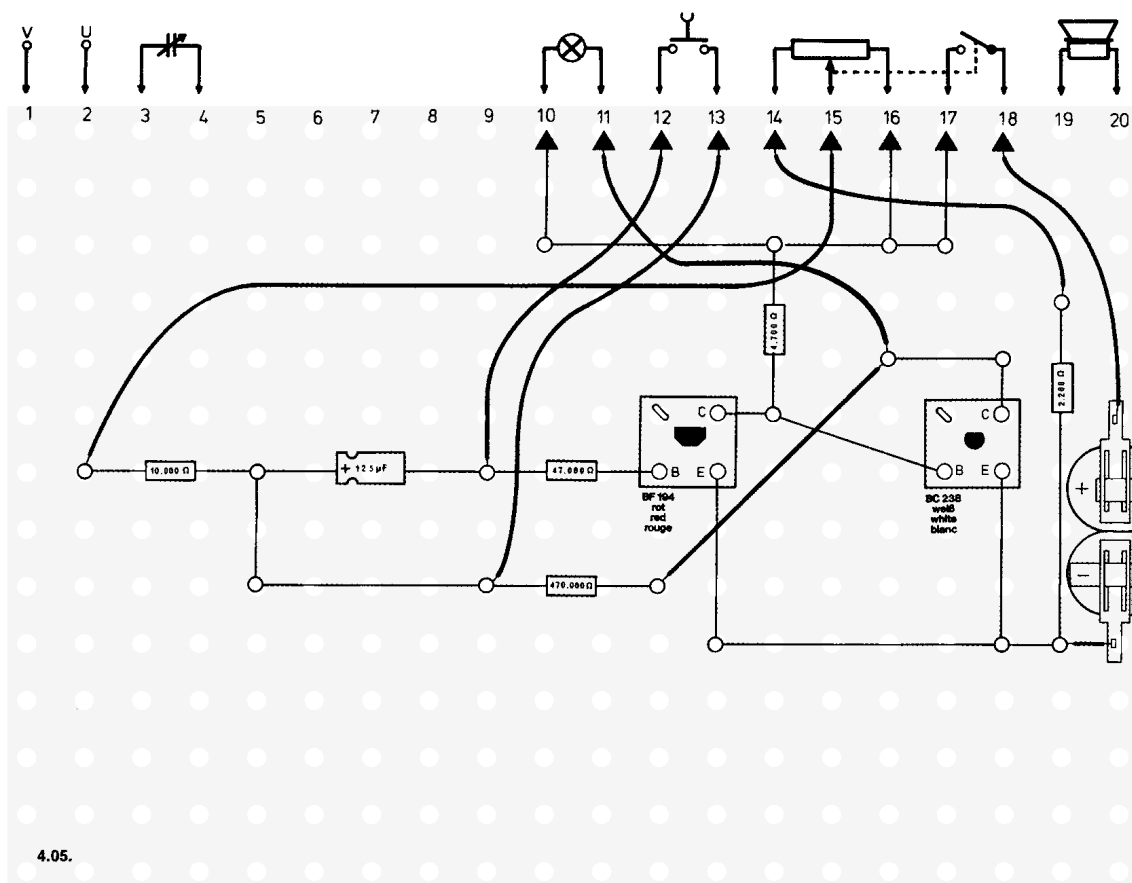 V U
1 2 3 4 5 6 7 8 9 10 11 12 13 14 15 16 17 18 19 20
4.700 Ω
2.200 Ω
C
C
10.000 Ω
+ 125 µF
47.000 Ω
B E
B E
+
BF 194
rot
red
rouge
BC 238
weiß
white
blanc
470.000 Ω
−
4.05.